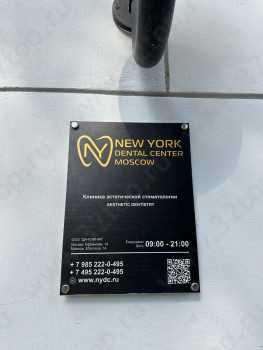 NEW YORK
DENTAL CENTER
MOSCOW
Клиника эстетической стоматологии
AESTHETIC DENTISTRY
09:00 - 21:00
+ 7 985 222-0-495
+ 7 495 222-0-495
www.nydc.ru